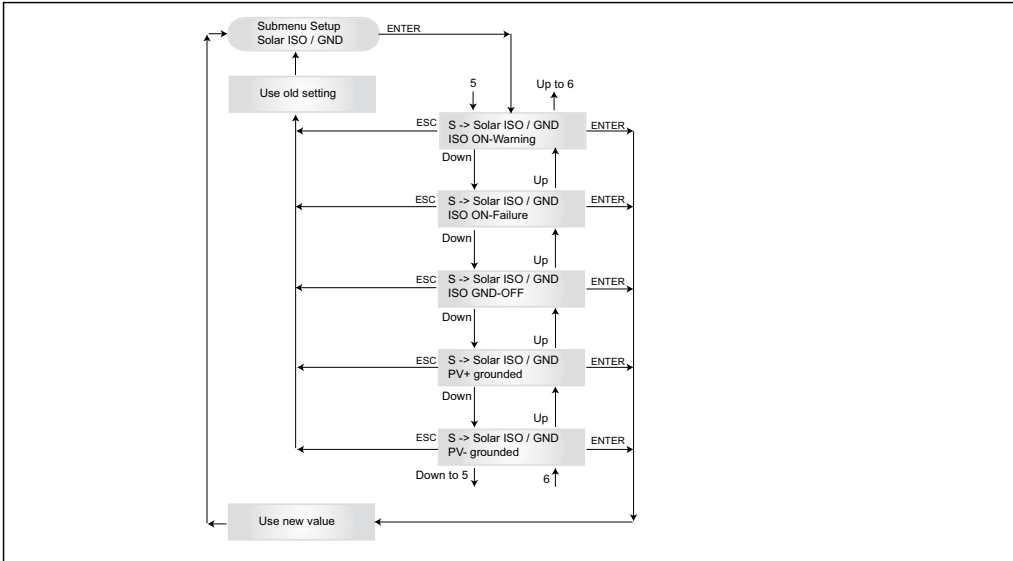 Submenu Setup
Solar ISO / GND
ENTER
Use old setting
5
Up to 6
ESC
S -> Solar ISO / GND
ISO ON-Warning
ENTER
Down
Up
ESC
S -> Solar ISO / GND
ISO ON-Failure
ENTER
Down
Up
ESC
S -> Solar ISO / GND
ISO GND-OFF
ENTER
Down
Up
ESC
S -> Solar ISO / GND
PV+ grounded
ENTER
Down
Up
ESC
S -> Solar ISO / GND
PV- grounded
ENTER
Down to 5
6
Use new value